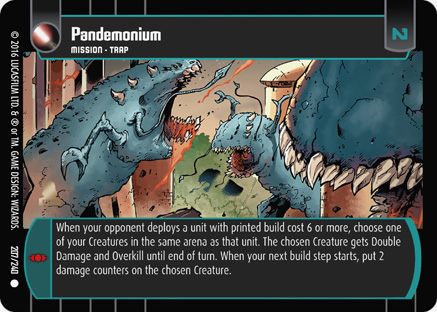 Pandemonium
MISSION • TRAP
N
© 2016 LUCASFILM LTD. & ® or TM. GAME DESIGN: WIZARDS.
207/240
When your opponent deploys a unit with printed build cost 6 or more, choose one
of your Creatures in the same arena as that unit. The chosen Creature gets Double
Damage and Overkill until end of turn. When your next build step starts, put 2
damage counters on the chosen Creature.